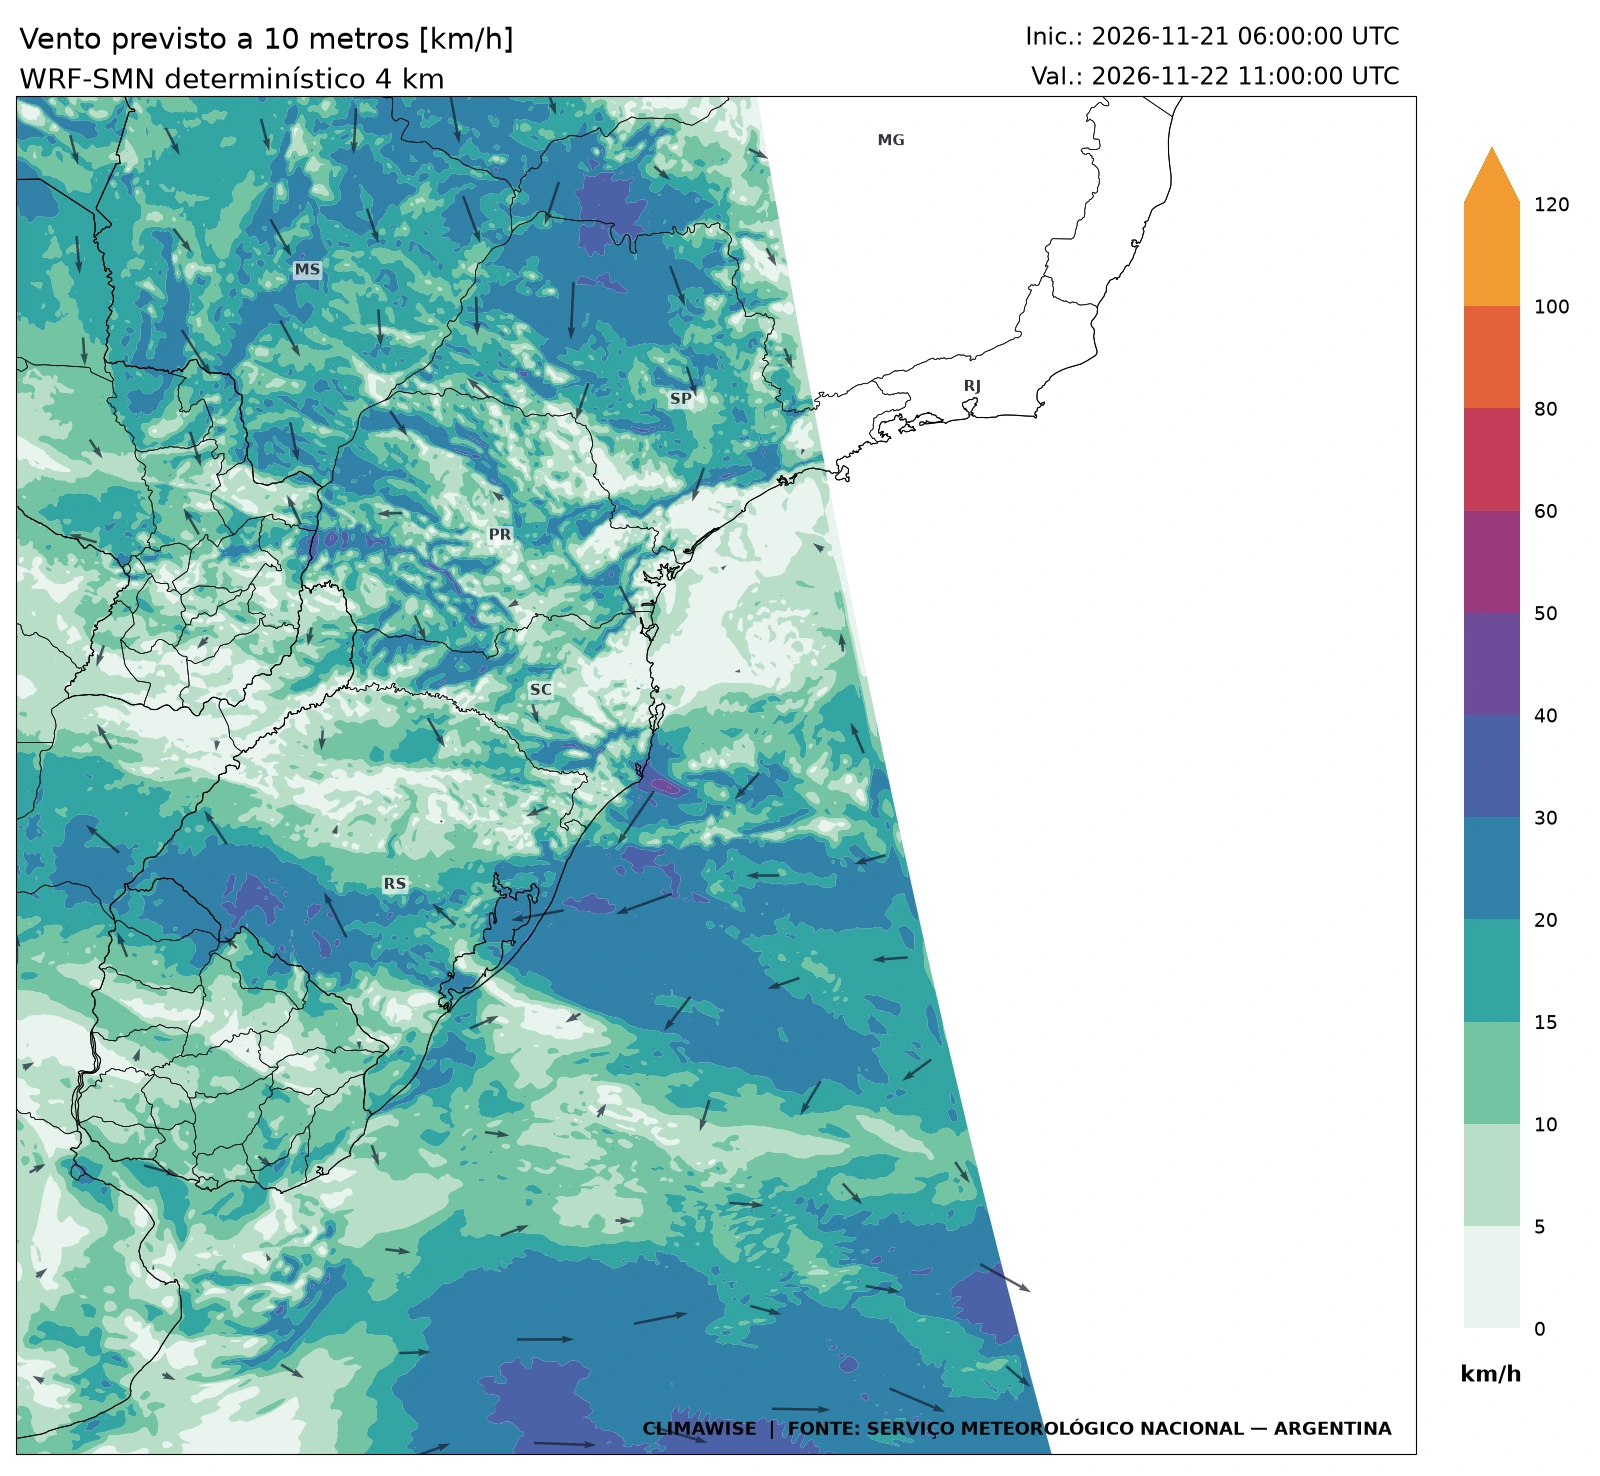 Vento previsto a 10 metros [km/h]
WRF-SMN determinístico 4 km
Inic.: 2026-11-21 06:00:00 UTC
Val.: 2026-11-22 11:00:00 UTC
MG
MS
RJ
SP
PR
SC
RS
120
100
80
60
50
40
30
20
15
10
5
0
km/h
CLIMAWISE | FONTE: SERVIÇO METEOROLÓGICO NACIONAL — ARGENTINA